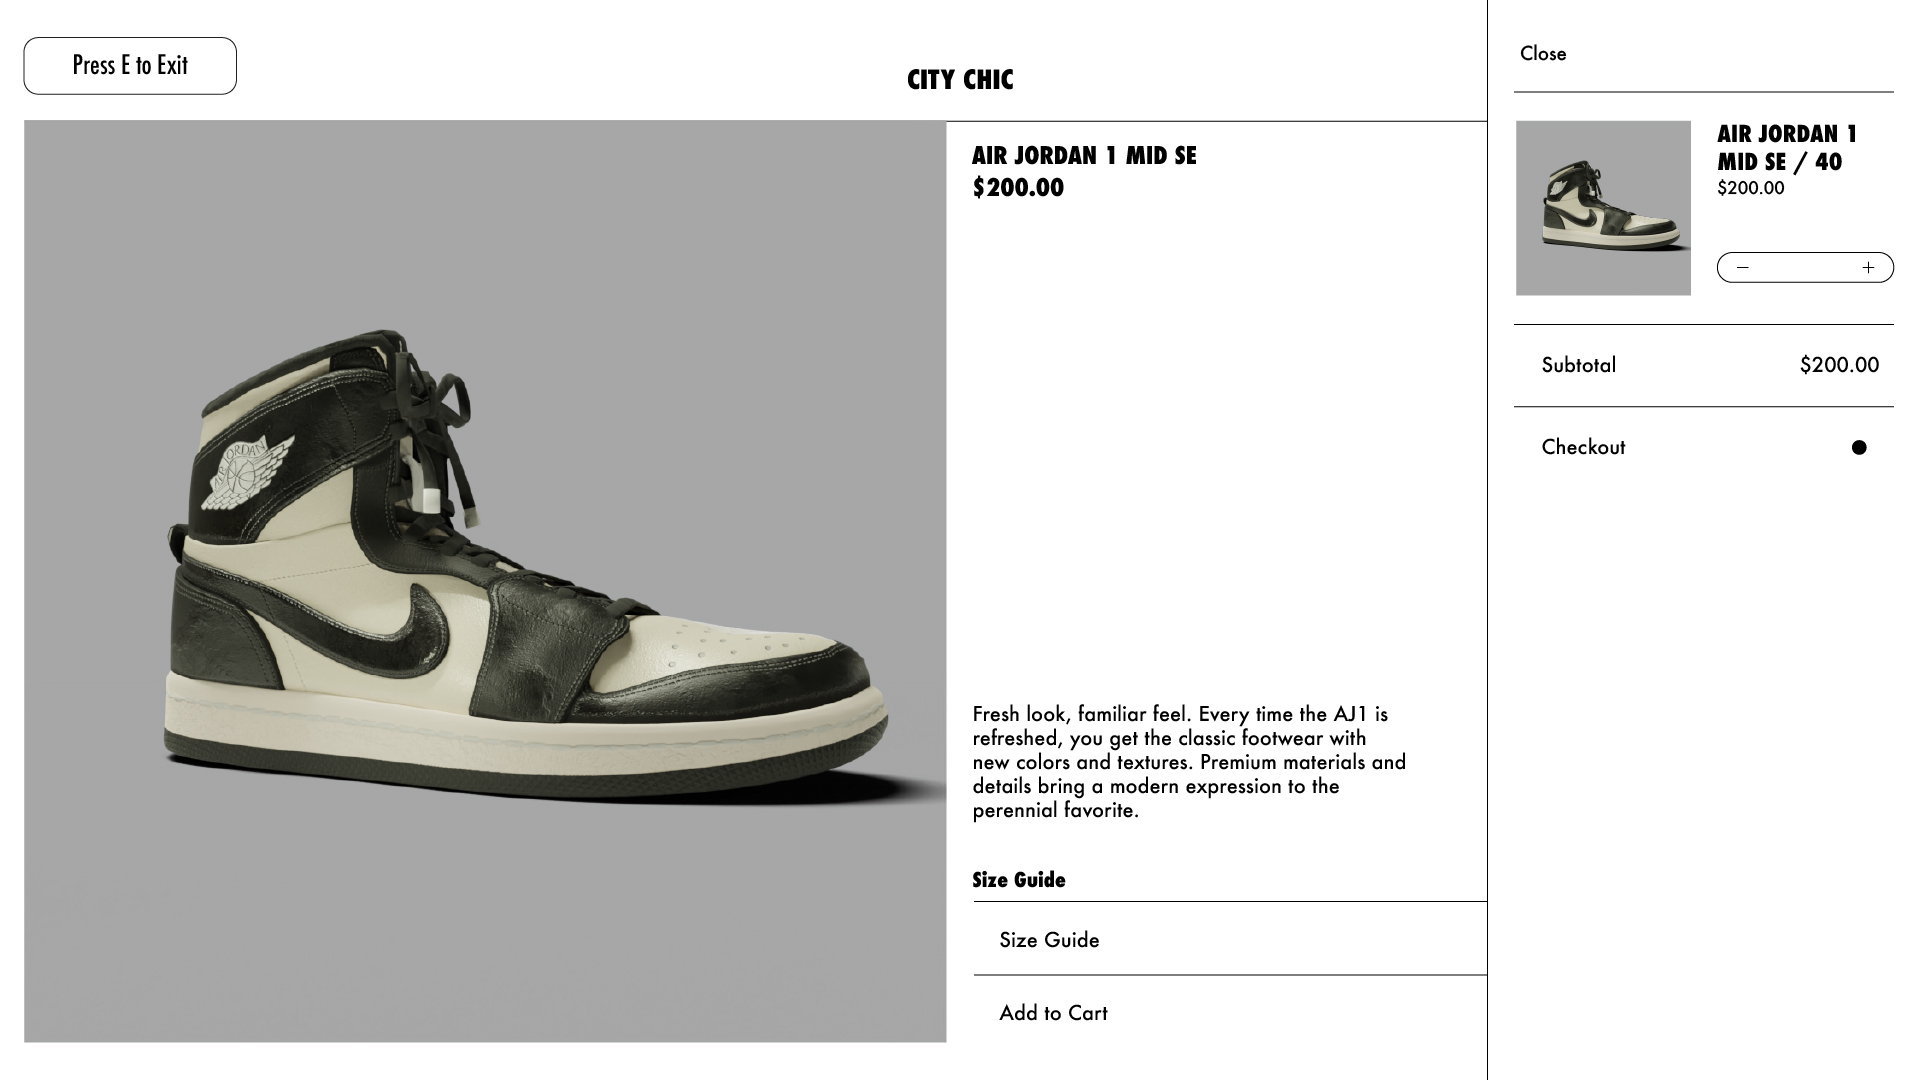 Press E to Exit
CITY CHIC
AIR JORDAN
AIR JORDAN 1 MID SE
$200.00
Fresh look, familiar feel. Every time the AJ1 is
refreshed, you get the classic footwear with
new colors and textures. Premium materials and
details bring a modern expression to the
perennial favorite.
Size Guide
Size Guide
Add to Cart
Close
AIR JORDAN 1
MID SE / 40
$200.00
− +
Subtotal $200.00
Checkout